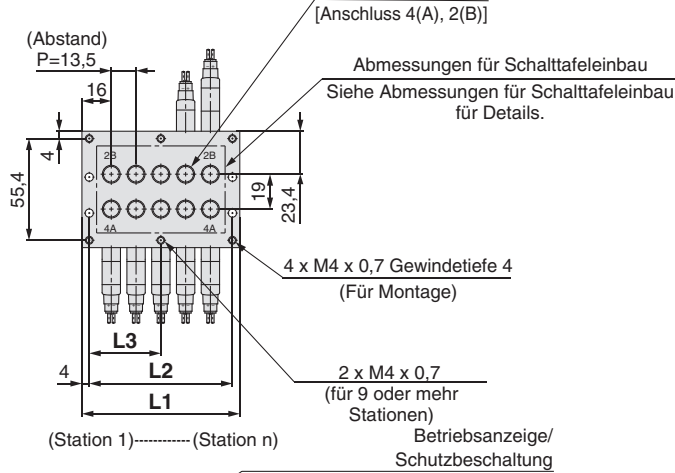 [Anschluss 4(A), 2(B)]
(Abstand)
P=13,5
16
Abmessungen für Schalttafeleinbau
Siehe Abmessungen für Schalttafeleinbau
für Details.
4
55,4
2B
2B
19
23,4
4A
4A
4 x M4 x 0,7 Gewindetiefe 4
(Für Montage)
L3
4
L2
L1
2 x M4 x 0,7
(für 9 oder mehr
Stationen)
(Station 1)------------(Station n)
Betriebsanzeige/
Schutzbeschaltung